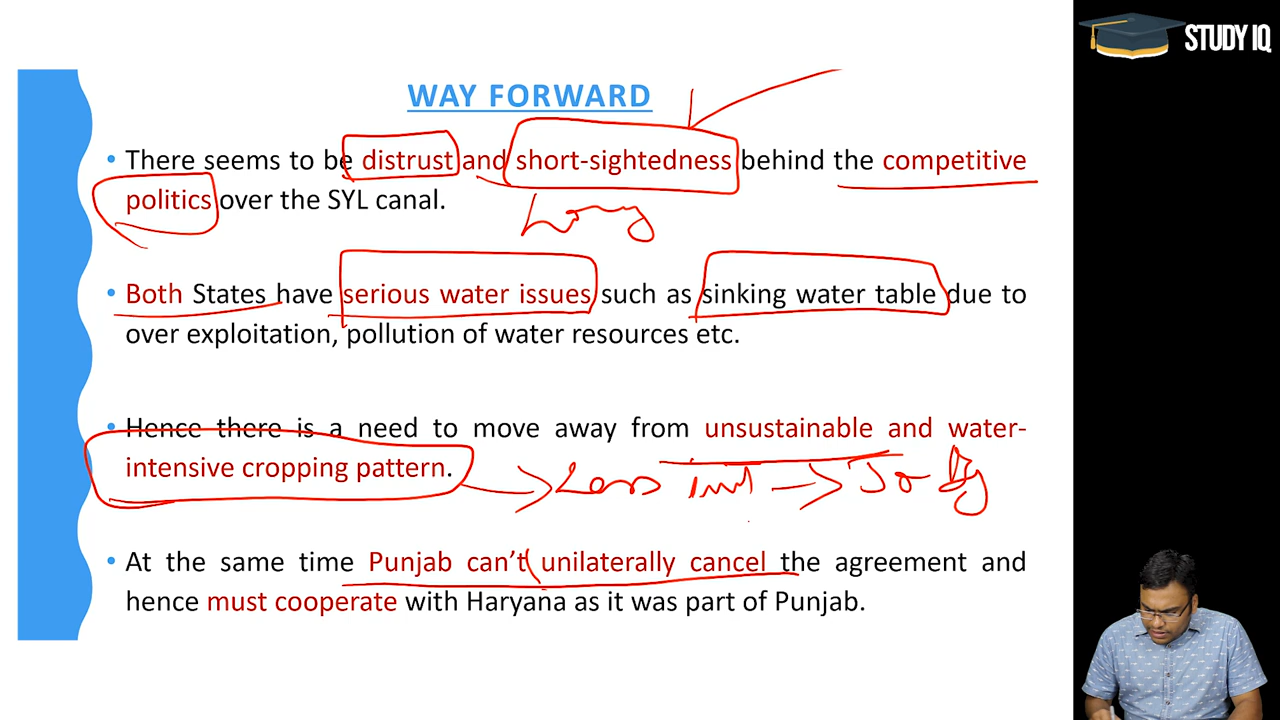 STUDY IQ
WAY FORWARD
• There seems to be distrust and short-sightedness behind the competitive
politics over the SYL canal.
Long
• Both States have serious water issues such as sinking water table due to
over exploitation, pollution of water resources etc.
• Hence there is a need to move away from unsustainable and water-
intensive cropping pattern.
Less
• At the same time Punjab can't unilaterally cancel the agreement and
hence must cooperate with Haryana as it was part of Punjab.